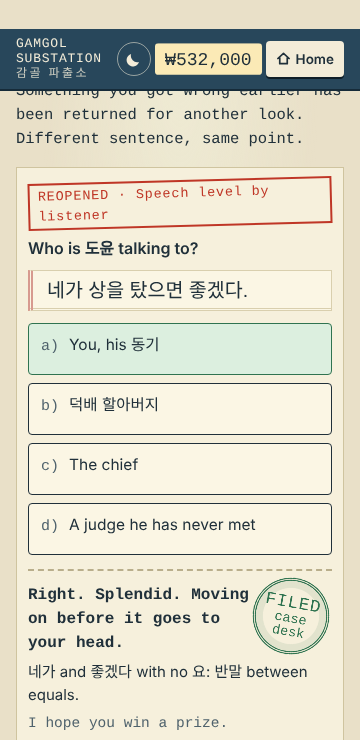 GAMGOL
SUBSTATION
감골 파출소
₩532,000
Home
Something you got wrong earlier has
been returned for another look.
Different sentence, same point.
REOPENED · Speech level by
listener
Who is 도윤 talking to?
네가 상을 탔으면 좋겠다.
a) You, his 동기
b) 덕배 할아버지
c) The chief
d) A judge he has never met
Right. Splendid. Moving
on before it goes to
your head.
FILED
case
desk
네가 and 좋겠다 with no 요: 반말 between
equals.
I hope you win a prize.